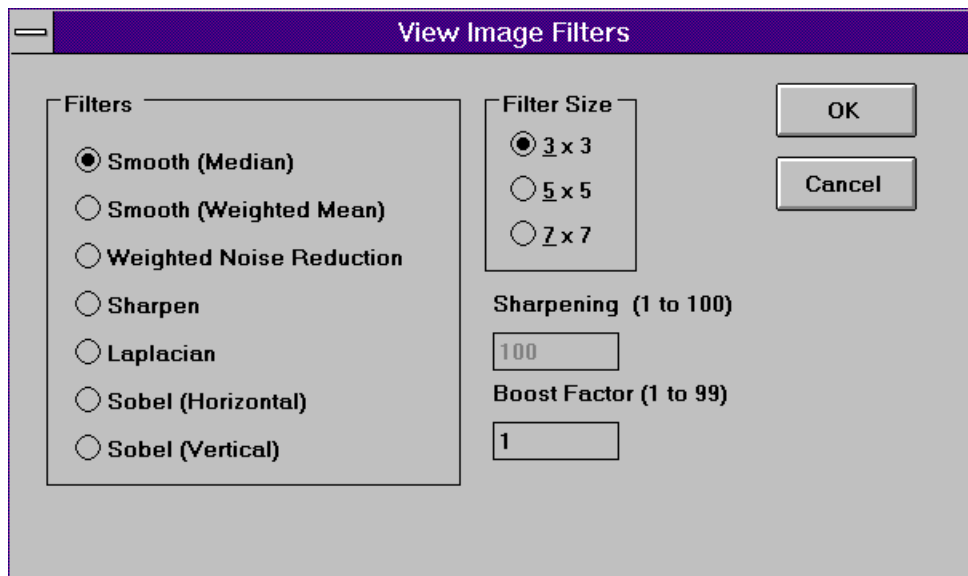 View Image Filters
Filters
Smooth (Median)
Smooth (Weighted Mean)
Weighted Noise Reduction
Sharpen
Laplacian
Sobel (Horizontal)
Sobel (Vertical)
Filter Size
3 x 3
5 x 5
7 x 7
Sharpening (1 to 100)
100
Boost Factor (1 to 99)
1
OK
Cancel